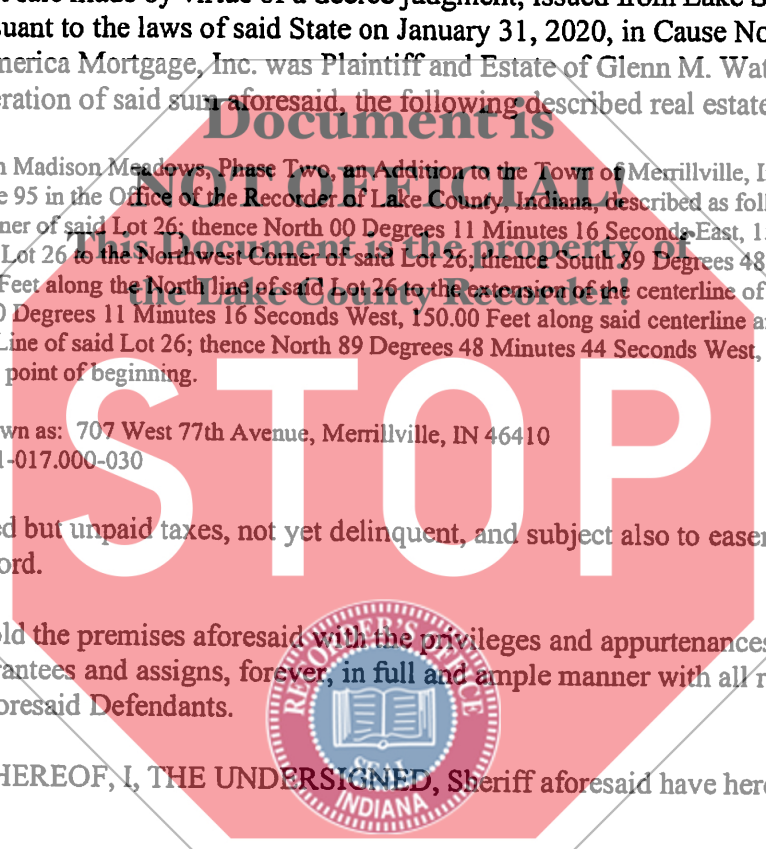 suant to the laws of said State on January 31, 2020, in Cause No
nerica Mortgage, Inc. was Plaintiff and Estate of Glenn M. Wat
eration of said sum aforesaid, the following described real estate
Document is
n Madison Meadows, Phase Two, an Addition to the Town of Merrillville, I
NOT OFFICIAL!
e 95 in the Office of the Recorder of Lake County, Indiana, described as foll
ner of said Lot 26; thence North 00 Degrees 11 Minutes 16 Seconds East, 1
This Document is the property of
Lot 26 to the Northwest Corner of said Lot 26; thence South 89 Degrees 48
Feet along the North line of said Lot 26 to the extension of the centerline of
the Lake County Recorder!
0 Degrees 11 Minutes 16 Seconds West, 150.00 Feet along said centerline a
Line of said Lot 26; thence North 89 Degrees 48 Minutes 44 Seconds West,
point of beginning.
STOP
wn as: 707 West 77th Avenue, Merrillville, IN 46410
1-017.000-030
d but unpaid taxes, not yet delinquent, and subject also to easer
ord.
old the premises aforesaid with the privileges and appurtenances
rantees and assigns, forever, in full and ample manner with all r
oresaid Defendants.
RECORDER'S OFFICE
SEAL
INDIANA
HEREOF, I, THE UNDERSIGNED, Sheriff aforesaid have here